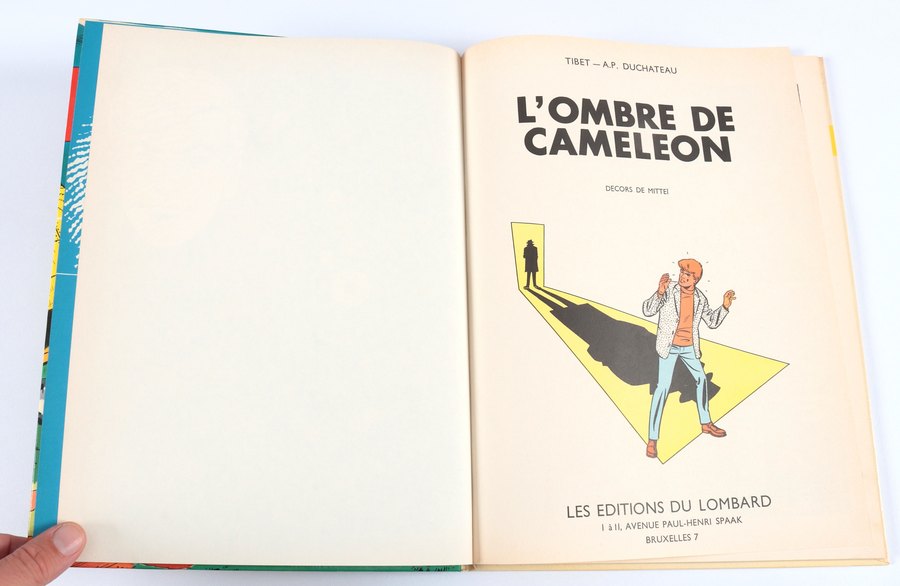 TIBET — A.P. DUCHATEAU
L'OMBRE DE
CAMELEON
DECORS DE MITTEÏ
LES EDITIONS DU LOMBARD
1 à 11, AVENUE PAUL-HENRI SPAAK
BRUXELLES 7